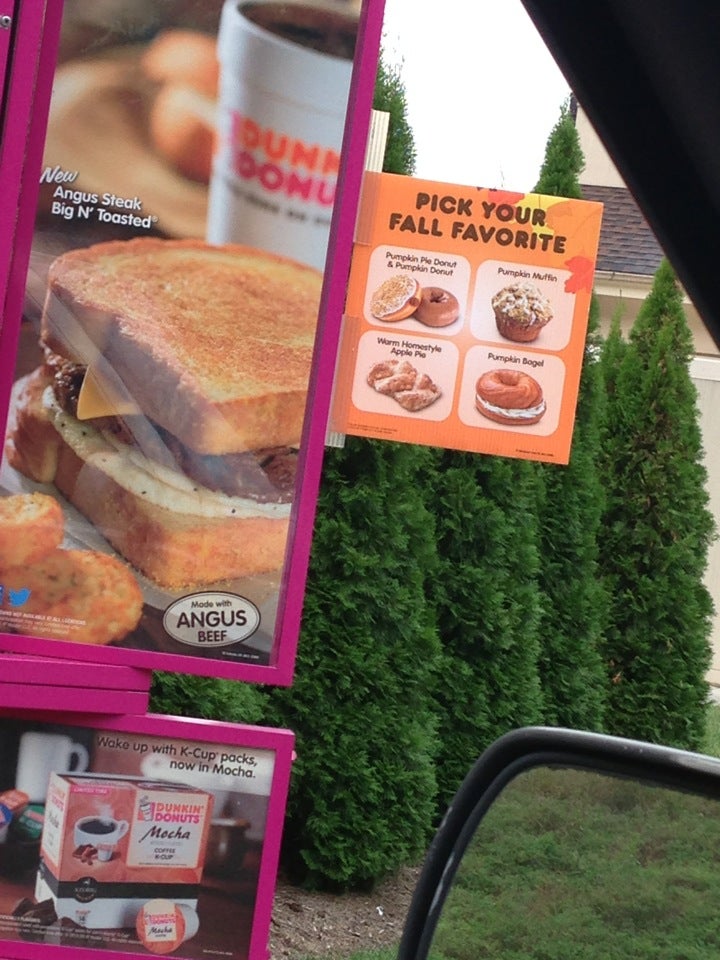 New
Angus Steak
Big N' Toasted®
DUNK
DONU
Made with
ANGUS
BEEF
PICK YOUR
FALL FAVORITE
Pumpkin Pie Donut
& Pumpkin Donut
Pumpkin Muffin
Warm Homestyle
Apple Pie
Pumpkin Bagel
Wake up with K-Cup® packs,
now in Mocha.
DUNKIN'
DONUTS
Mocha
COFFEE
K-CUP
Mocha